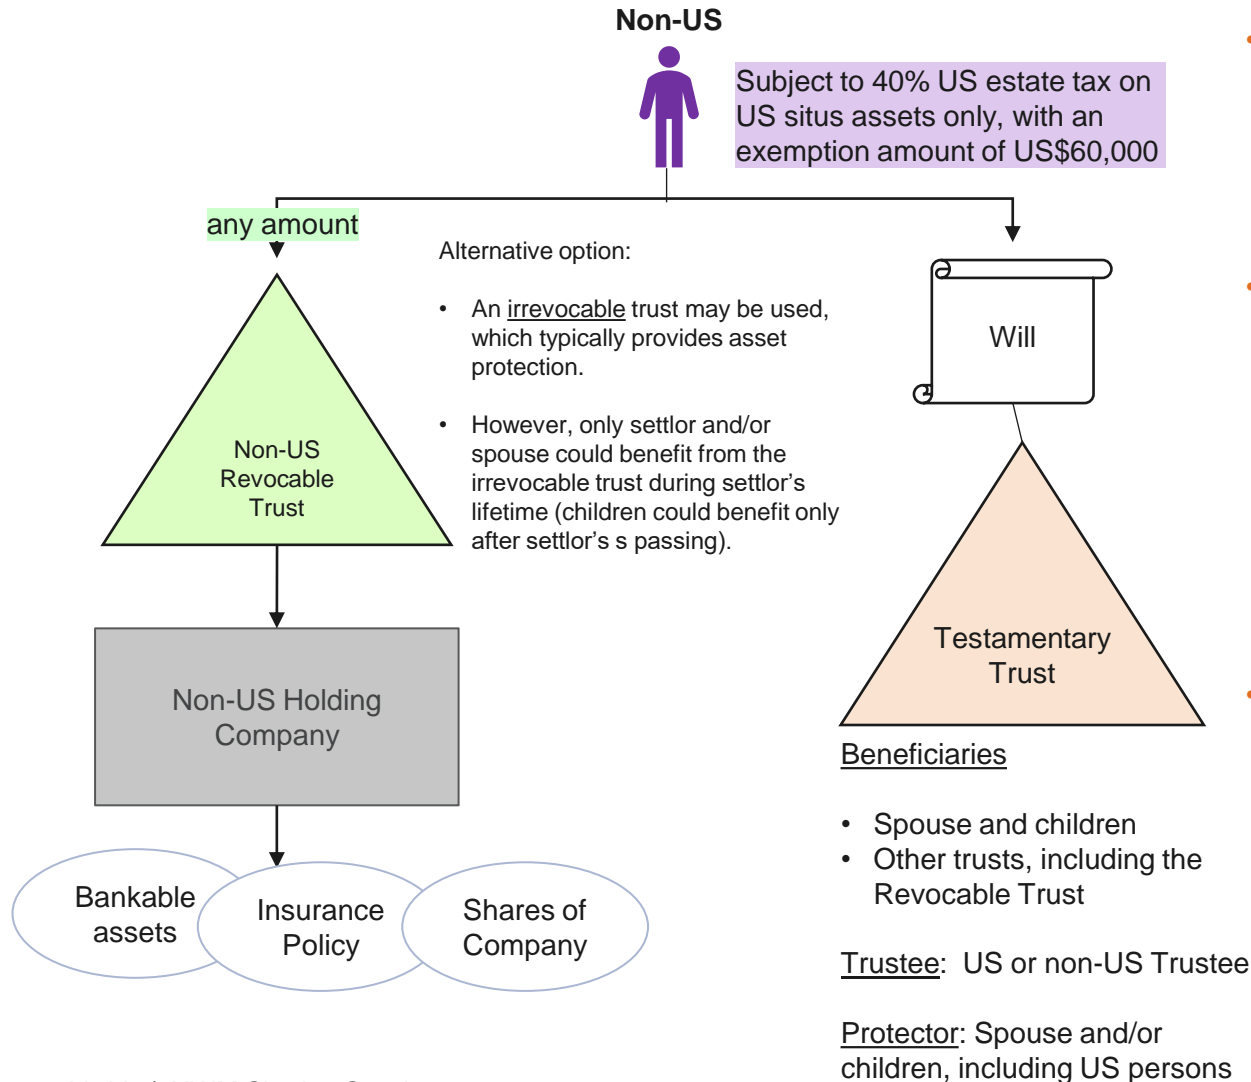 Non-US
Subject to 40% US estate tax on
US situs assets only, with an
exemption amount of US$60,000
any amount
Alternative option:
• An irrevocable trust may be used,
which typically provides asset
protection.
• However, only settlor and/or
spouse could benefit from the
irrevocable trust during settlor’s
lifetime (children could benefit only
after settlor’s s passing).
Non-US
Revocable
Trust
Non-US Holding
Company
Bankable
assets
Insurance
Policy
Shares of
Company
Will
Testamentary
Trust
Beneficiaries
• Spouse and children
• Other trusts, including the
Revocable Trust
Trustee: US or non-US Trustee
Protector: Spouse and/or
children, including US persons